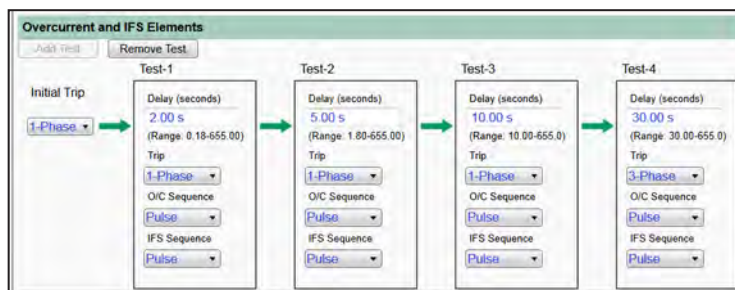 Overcurrent and IFS Elements
Add Test Remove Test
Test-1 Test-2 Test-3 Test-4
Initial Trip
Delay (seconds) Delay (seconds) Delay (seconds) Delay (seconds)
2.00 s 5.00 s 10.00 s 30.00 s
1-Phase
(Range: 0.18-655.00) (Range: 1.80-655.00) (Range: 10.00-655.0) (Range: 30.00-655.0)
Trip Trip Trip Trip
1-Phase 1-Phase 1-Phase 3-Phase
O/C Sequence O/C Sequence O/C Sequence O/C Sequence
Pulse Pulse Pulse Pulse
IFS Sequence IFS Sequence IFS Sequence IFS Sequence
Pulse Pulse Pulse Pulse